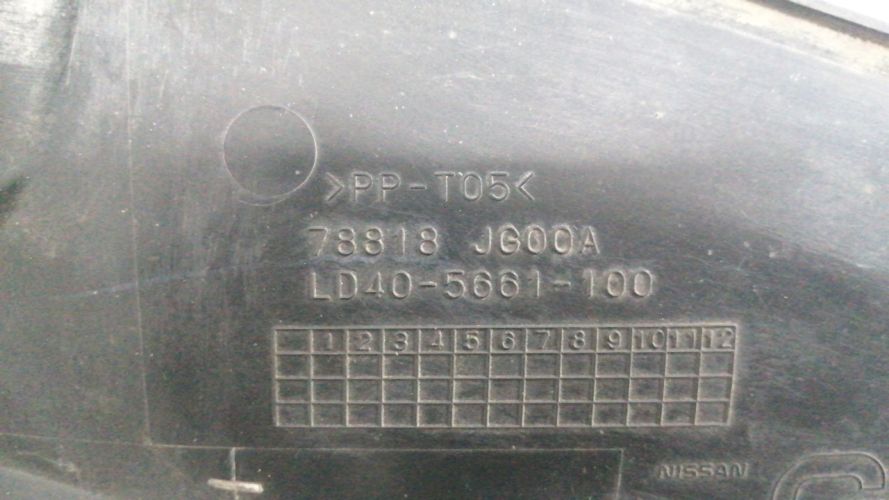 >PP-T05<
78818 JG00A
LD40-5661-100
1 2 3 4 5 6 7 8 9 10 11 12
NISSAN